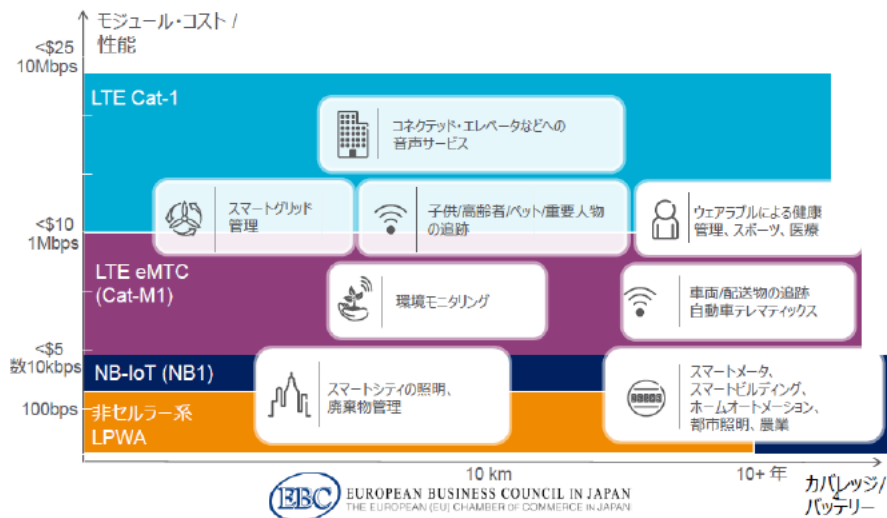 モジュール・コスト /
性能
<$25
10Mbps
LTE Cat-1
コネクテッド・エレベータなどへの
音声サービス
スマートグリッド
管理
子供/高齢者/ペット/重要人物
の追跡
ウェアラブルによる健康
管理、スポーツ、医療
<$10
1Mbps
LTE eMTC
(Cat-M1)
環境モニタリング
車両/配送物の追跡
自動車テレマティックス
<$5
数10kbps
NB-IoT (NB1)
スマートシティの照明、
廃棄物管理
スマートメータ、
スマートビルディング、
ホームオートメーション、
都市照明、農業
100bps
非セルラー系
LPWA
10 km
10+ 年
カバレッジ/
バッテリー
4
EBC
EUROPEAN BUSINESS COUNCIL IN JAPAN
THE EUROPEAN (EU) CHAMBER OF COMMERCE IN JAPAN